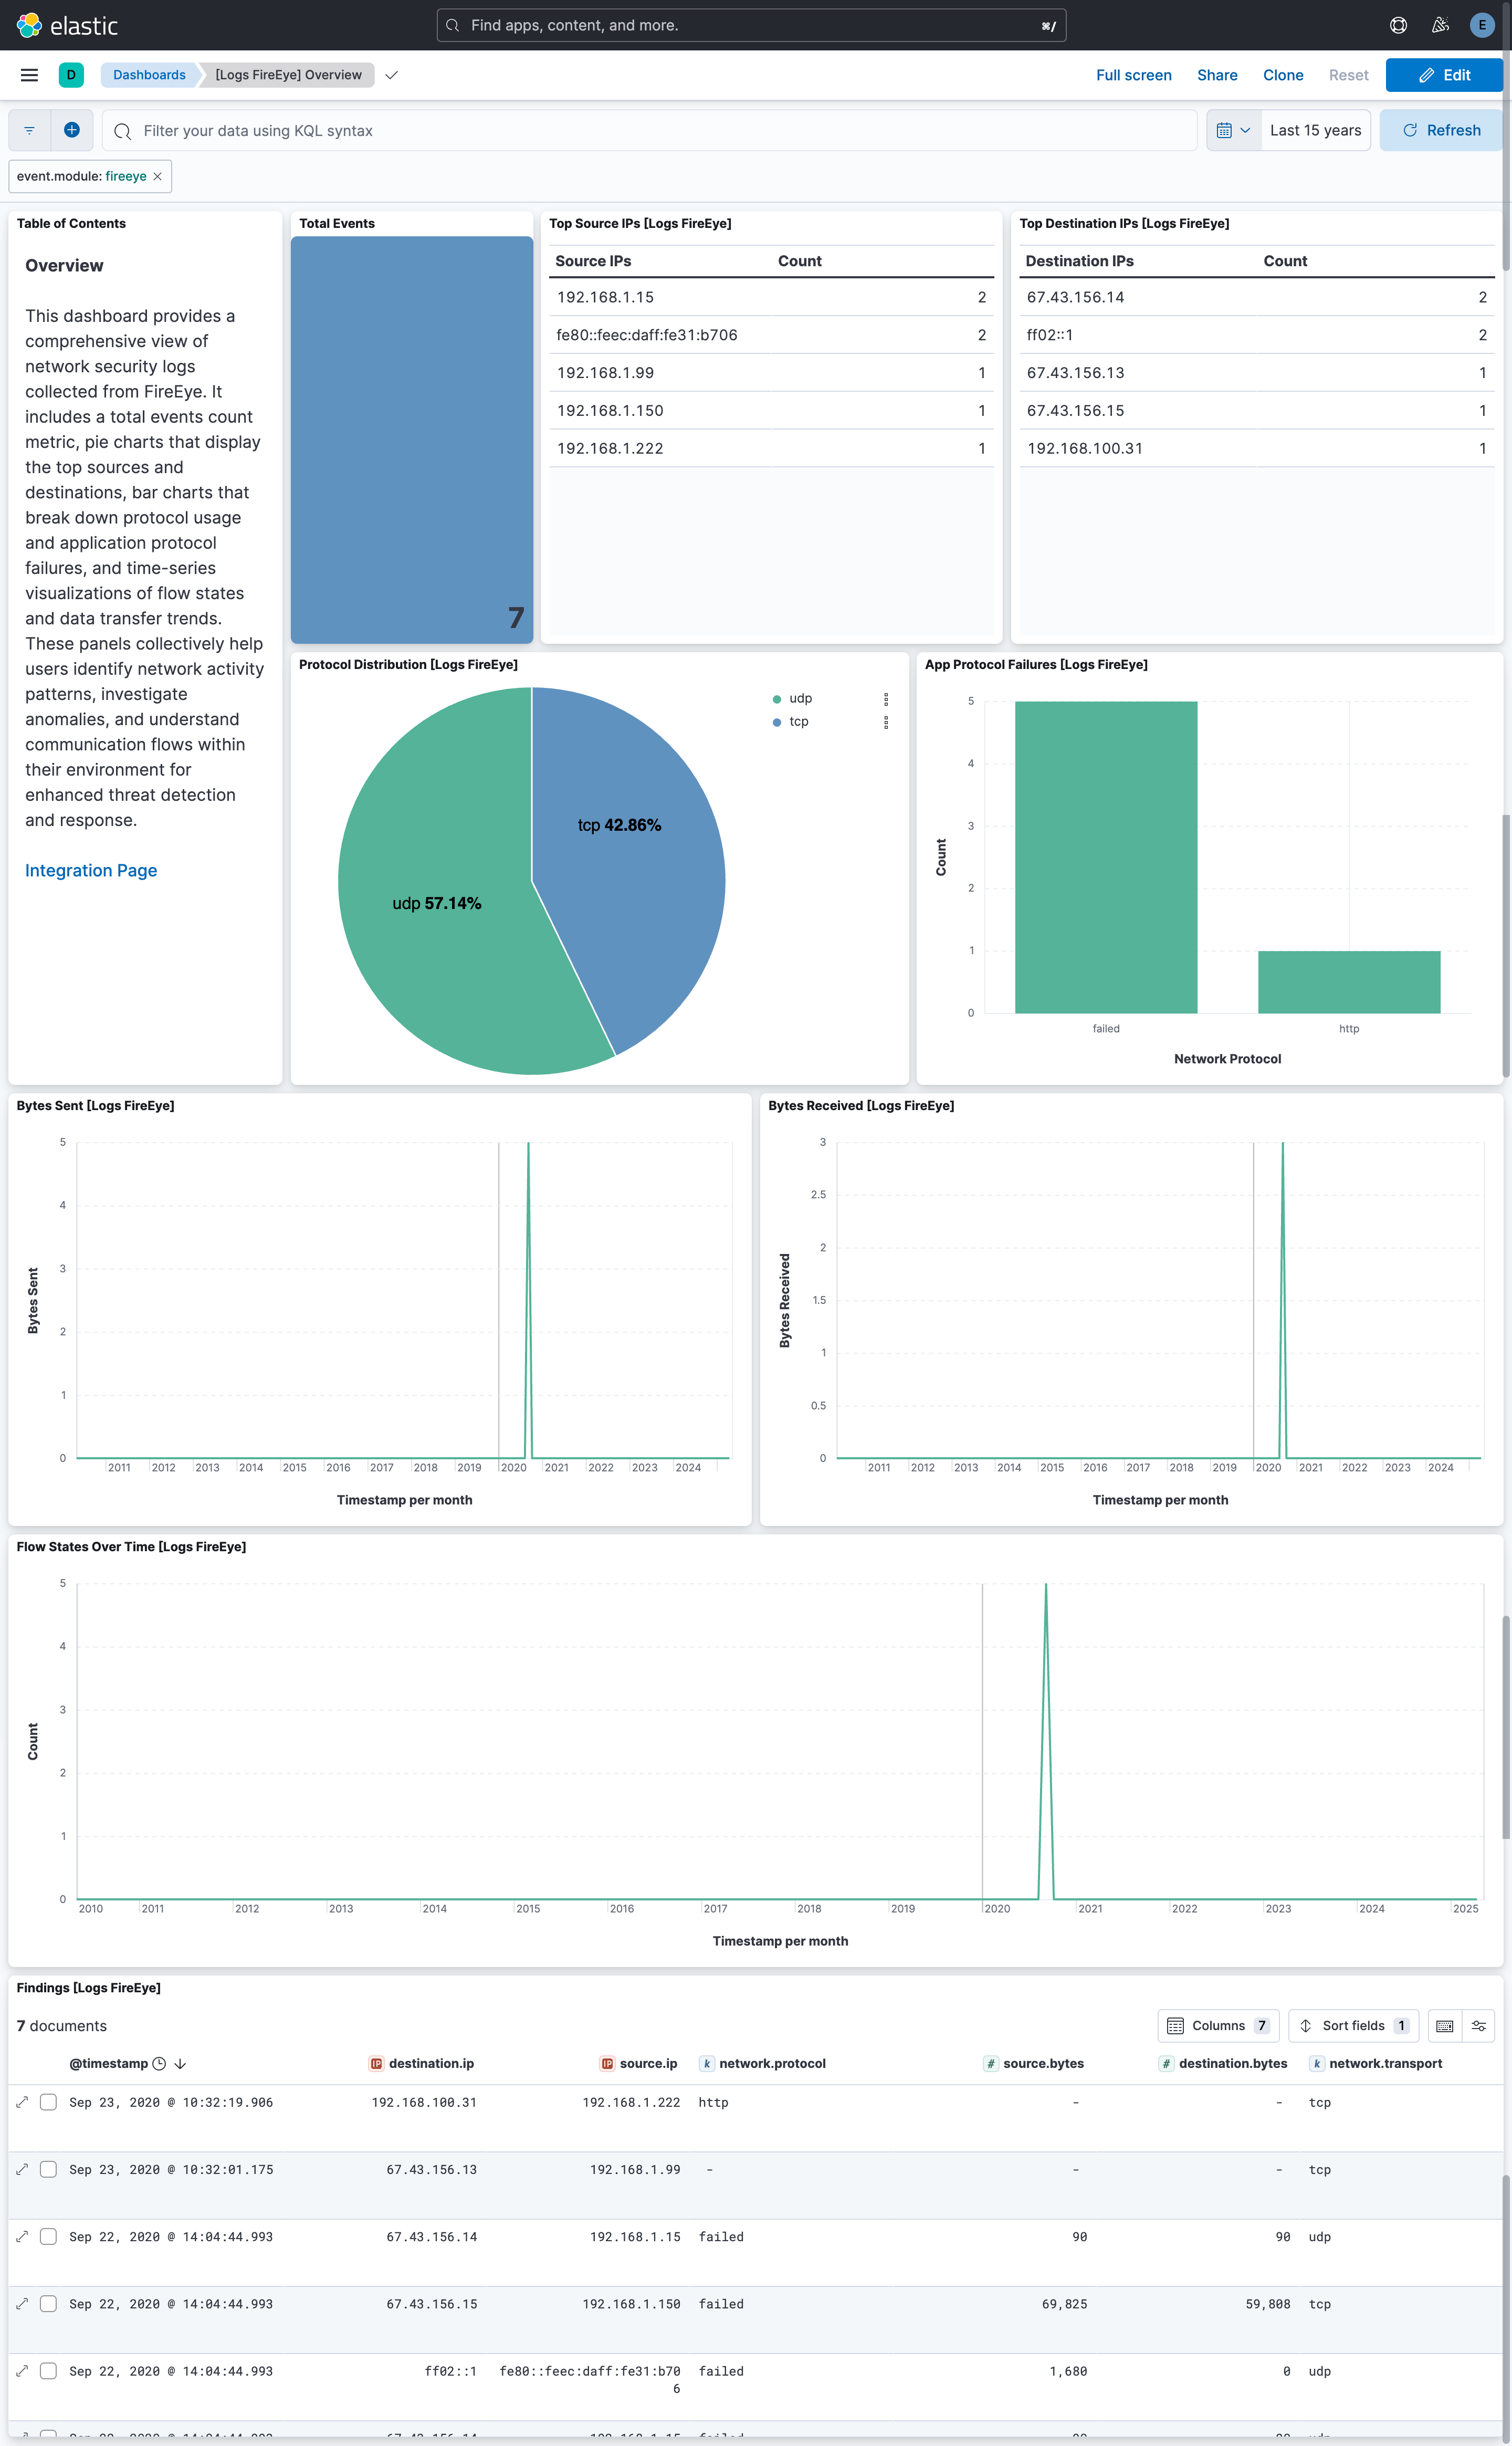 elastic
Find apps, content, and more.
⌘/
E
D
Dashboards
[Logs FireEye] Overview
Full screen
Share
Clone
Reset
Edit
Filter your data using KQL syntax
Last 15 years
Refresh
event.module: fireeye
Table of Contents
Overview
This dashboard provides a
comprehensive view of
network security logs
collected from FireEye. It
includes a total events count
metric, pie charts that display
the top sources and
destinations, bar charts that
break down protocol usage
and application protocol
failures, and time-series
visualizations of flow states
and data transfer trends.
These panels collectively help
users identify network activity
patterns, investigate
anomalies, and understand
communication flows within
their environment for
enhanced threat detection
and response.
Integration Page
Total Events
7
Top Source IPs [Logs FireEye]
Source IPs Count
192.168.1.15 2
fe80::feec:daff:fe31:b706 2
192.168.1.99 1
192.168.1.150 1
192.168.1.222 1
Top Destination IPs [Logs FireEye]
Destination IPs Count
67.43.156.14 2
ff02::1 2
67.43.156.13 1
67.43.156.15 1
192.168.100.31 1
Protocol Distribution [Logs FireEye]
udp
tcp
tcp 42.86%
udp 57.14%
App Protocol Failures [Logs FireEye]
5
4
3
2
1
0
Count
failed http
Network Protocol
Bytes Sent [Logs FireEye]
5
4
3
2
1
0
Bytes Sent
2011 2012 2013 2014 2015 2016 2017 2018 2019 2020 2021 2022 2023 2024
Timestamp per month
Bytes Received [Logs FireEye]
3
2.5
2
1.5
1
0.5
0
Bytes Received
2011 2012 2013 2014 2015 2016 2017 2018 2019 2020 2021 2022 2023 2024
Timestamp per month
Flow States Over Time [Logs FireEye]
5
4
3
2
1
0
Count
2010 2011 2012 2013 2014 2015 2016 2017 2018 2019 2020 2021 2022 2023 2024 2025
Timestamp per month
Findings [Logs FireEye]
7 documents
Columns 7
Sort fields 1
@timestamp IP destination.ip IP source.ip k network.protocol # source.bytes # destination.bytes k network.transport
Sep 23, 2020 @ 10:32:19.906 192.168.100.31 192.168.1.222 http - - tcp
Sep 23, 2020 @ 10:32:01.175 67.43.156.13 192.168.1.99 - - - tcp
Sep 22, 2020 @ 14:04:44.993 67.43.156.14 192.168.1.15 failed 90 90 udp
Sep 22, 2020 @ 14:04:44.993 67.43.156.15 192.168.1.150 failed 69,825 59,808 tcp
Sep 22, 2020 @ 14:04:44.993 ff02::1 fe80::feec:daff:fe31:b70 failed 1,680 0 udp
6